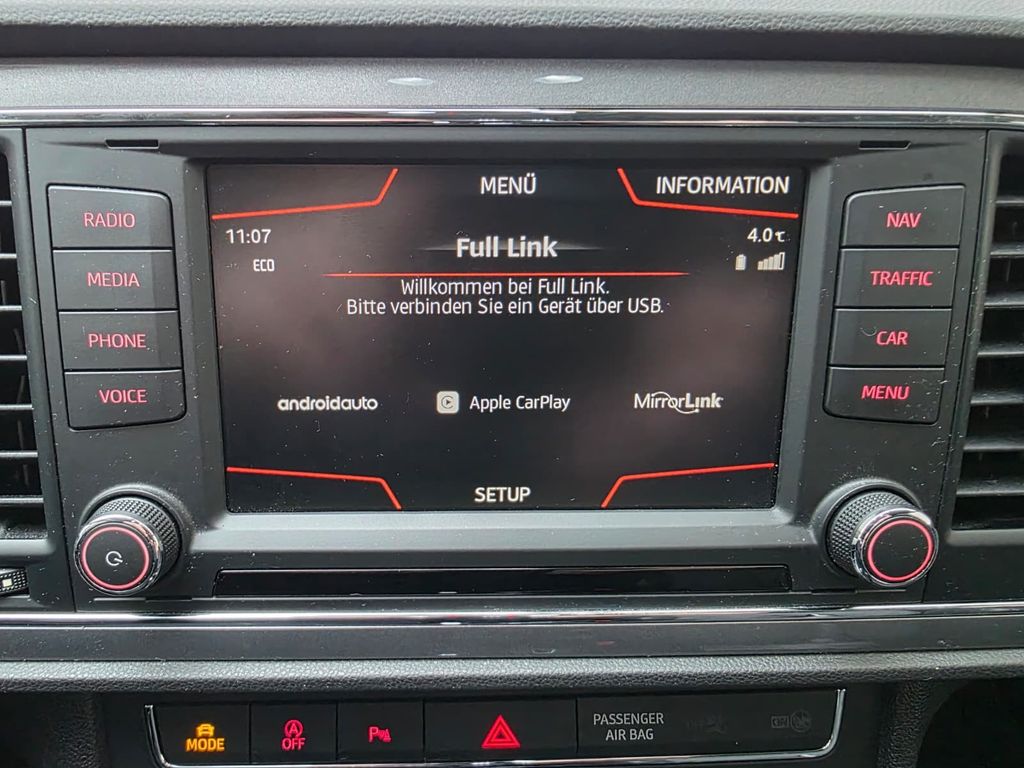 MENÜ
INFORMATION
RADIO
NAV
11:07
4.0℃
Full Link
ECO
MEDIA
TRAFFIC
Willkommen bei Full Link.
Bitte verbinden Sie ein Gerät über USB.
PHONE
CAR
VOICE
androidauto
Apple CarPlay
MirrorLink
MENU
SETUP
MODE
A
OFF
P
PASSENGER
AIR BAG